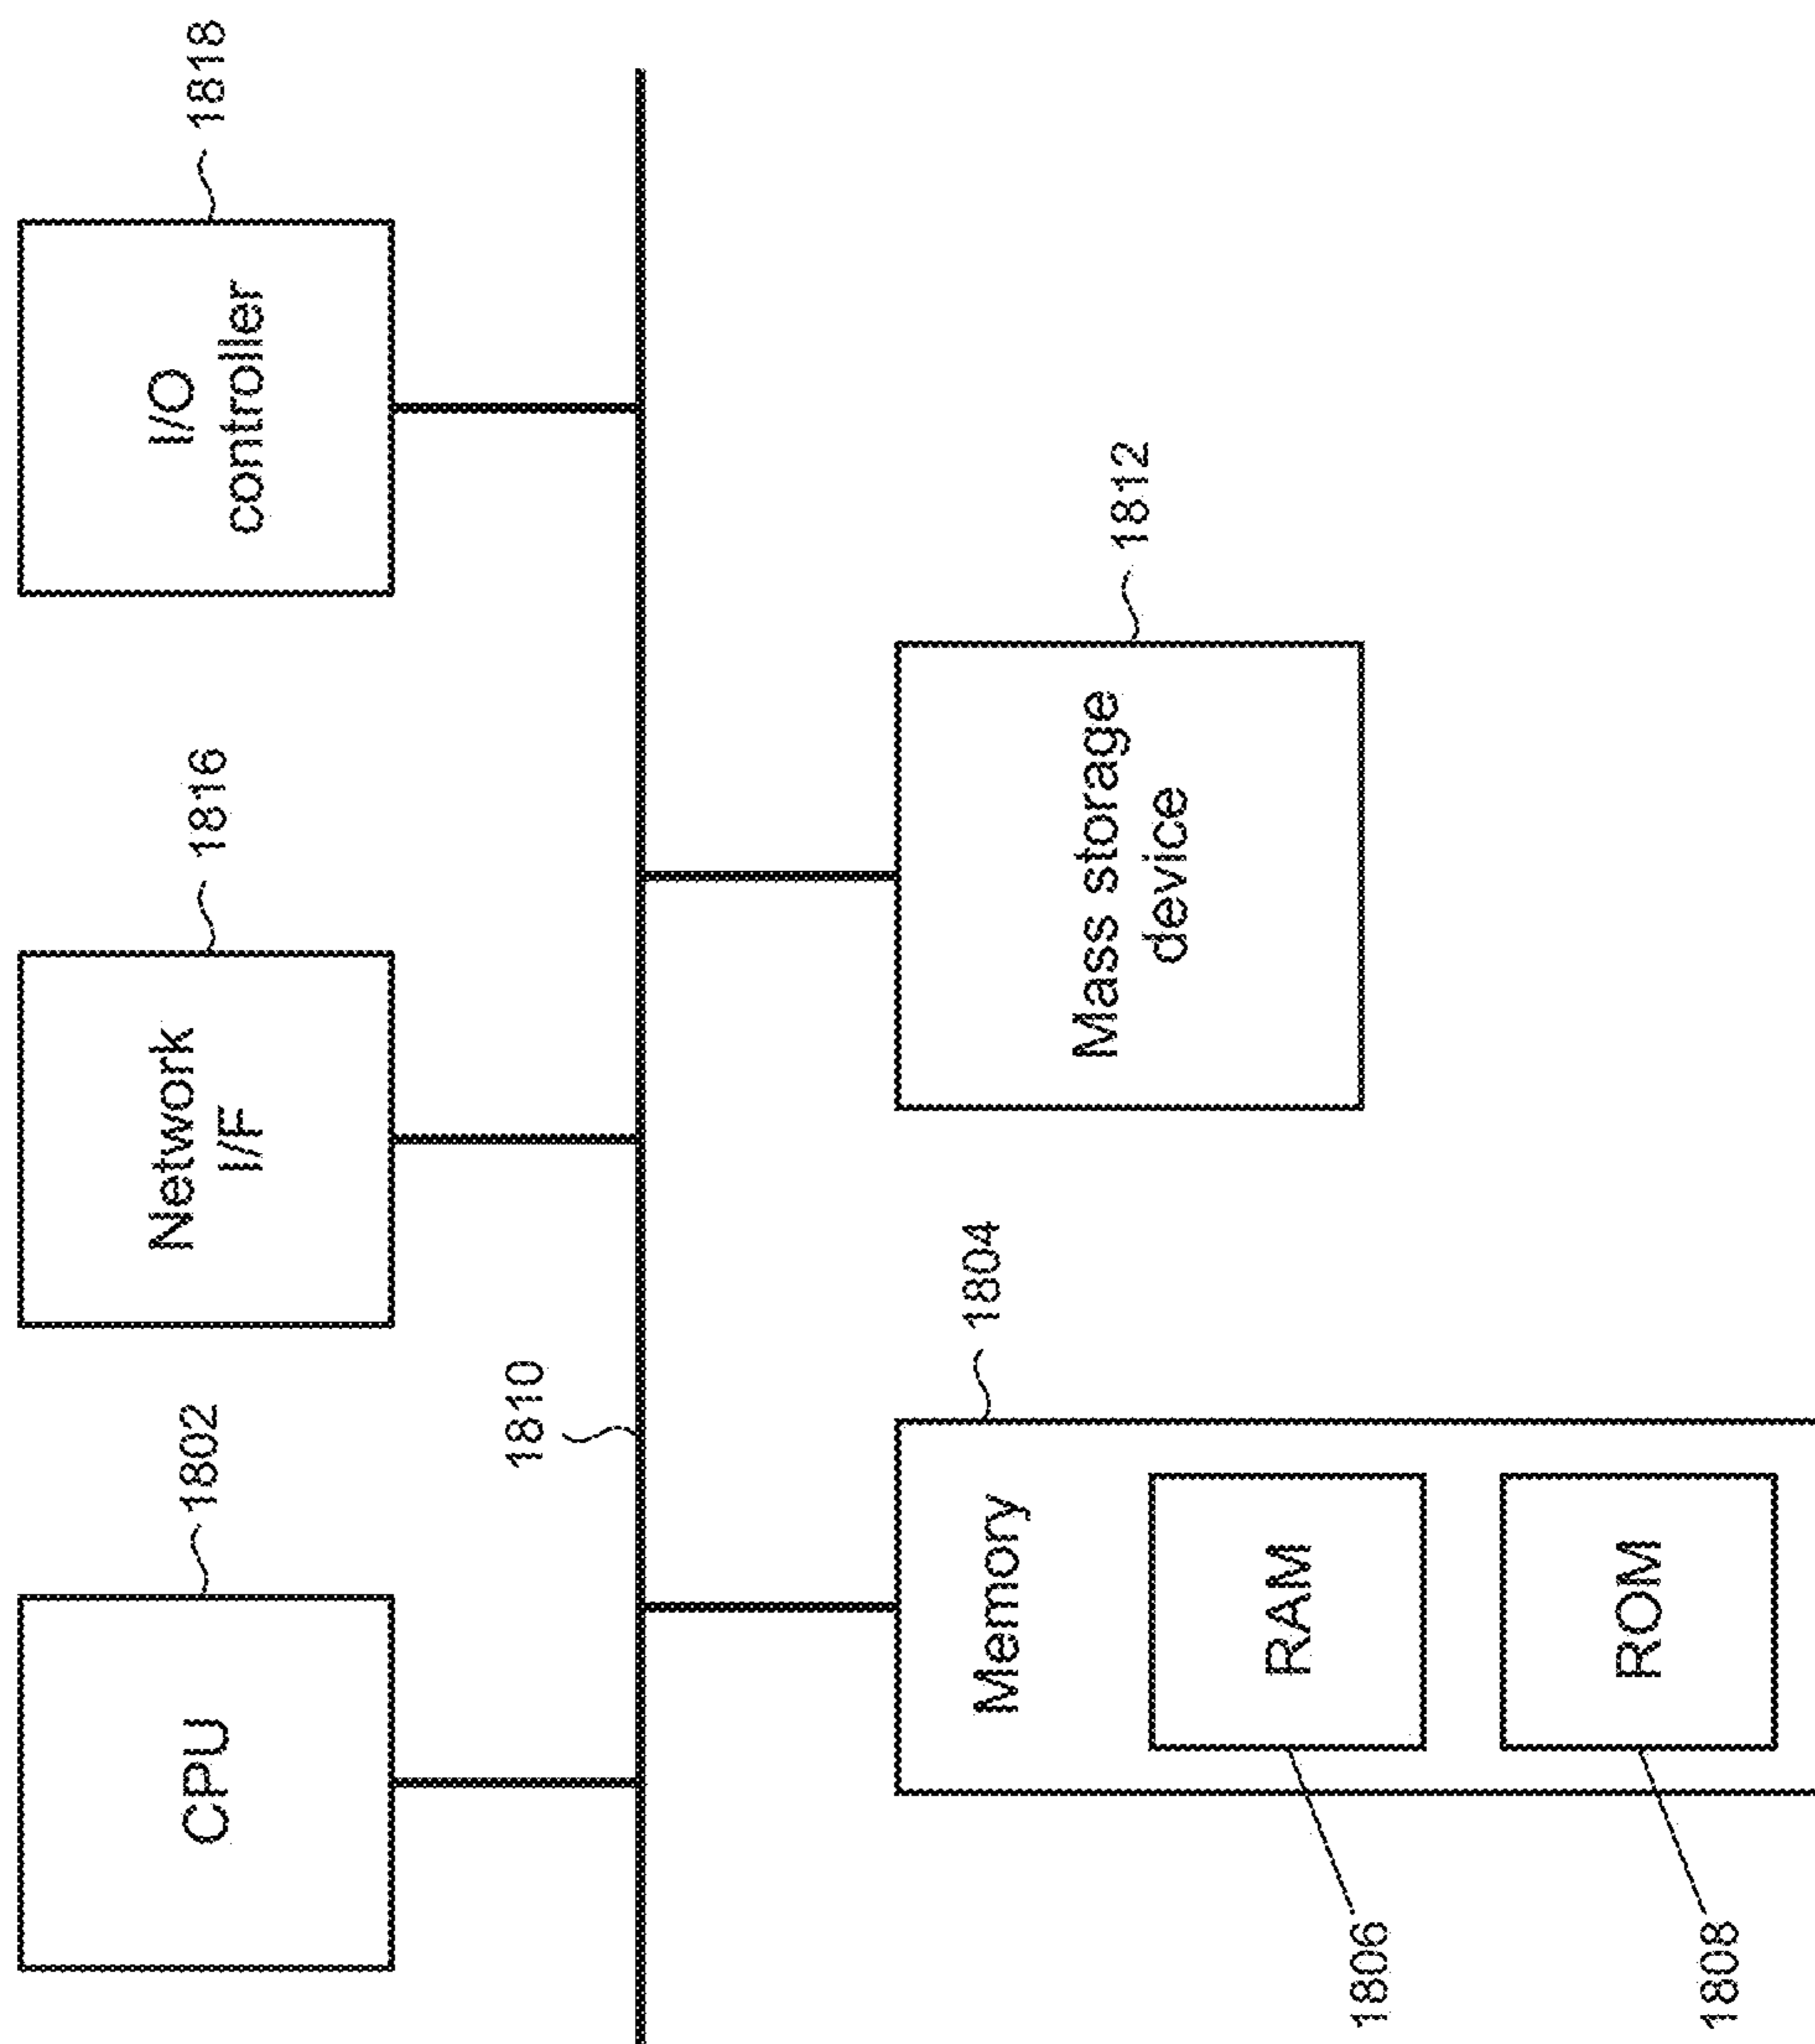 1802
CPU
1816
Network
I/F
1818
I/O
controller
1810
1804
Memory
1806
RAM
1808
ROM
1812
Mass storage
device